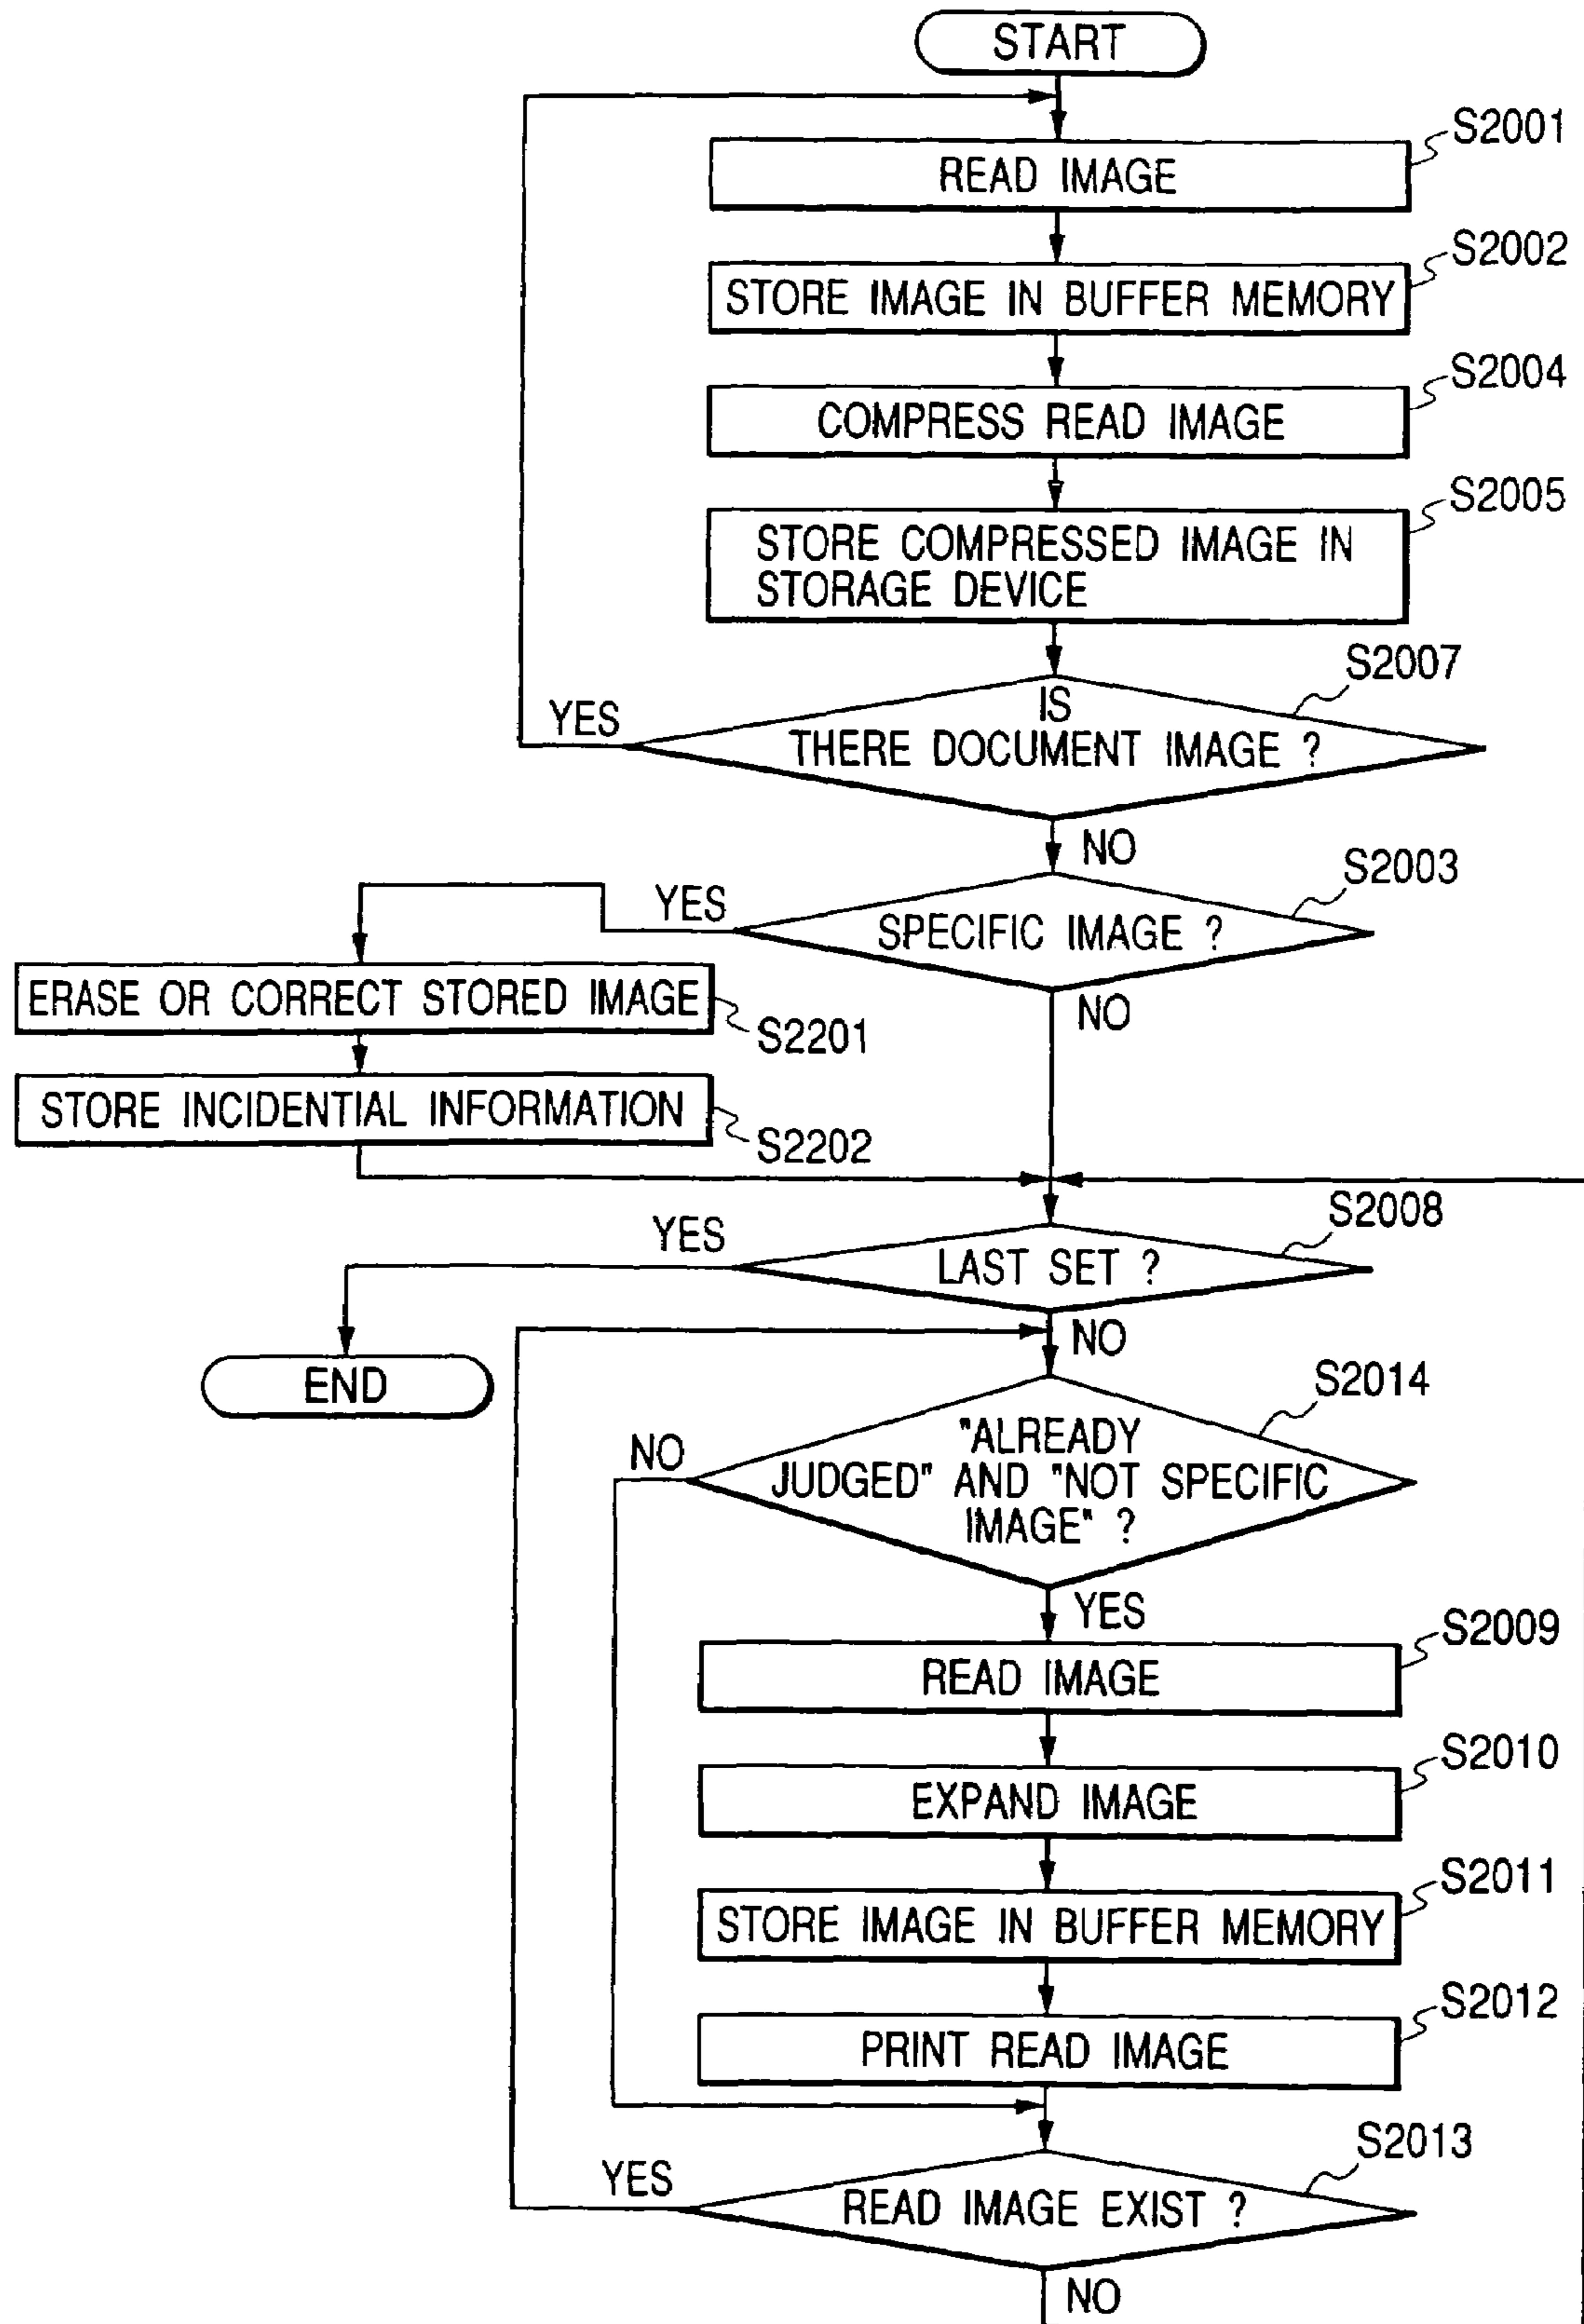 START
S2001
READ IMAGE
S2002
STORE IMAGE IN BUFFER MEMORY
S2004
COMPRESS READ IMAGE
S2005
STORE COMPRESSED IMAGE IN
STORAGE DEVICE
S2007
IS
THERE DOCUMENT IMAGE ?
YES
NO
S2003
SPECIFIC IMAGE ?
YES
NO
ERASE OR CORRECT STORED IMAGE
S2201
STORE INCIDENTIAL INFORMATION
S2202
S2008
LAST SET ?
YES
NO
END
S2014
"ALREADY
JUDGED" AND "NOT SPECIFIC
IMAGE" ?
NO
YES
S2009
READ IMAGE
S2010
EXPAND IMAGE
S2011
STORE IMAGE IN BUFFER MEMORY
S2012
PRINT READ IMAGE
S2013
READ IMAGE EXIST ?
YES
NO